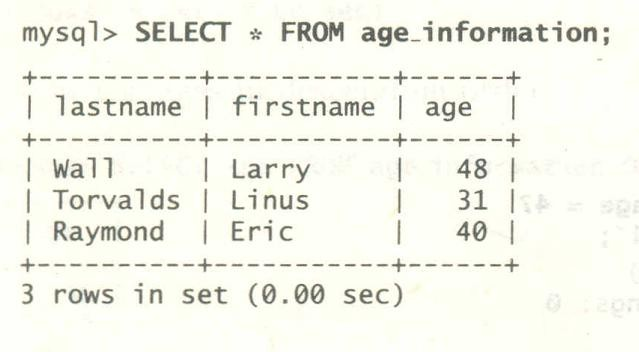 mysql> SELECT * FROM age_information;
+----------+-----------+------+
| lastname | firstname | age  |
+----------+-----------+------+
| Wall     | Larry     |   48 |
| Torvalds | Linus     |   31 |
| Raymond  | Eric      |   40 |
+----------+-----------+------+
3 rows in set (0.00 sec)